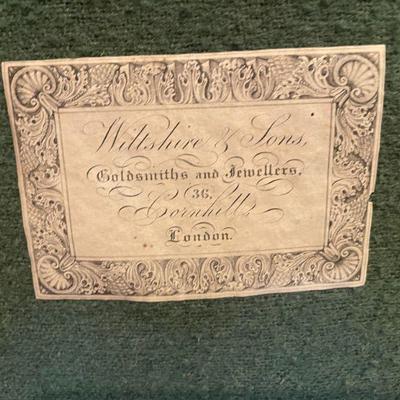 Wiltshire & Sons,
Goldsmiths and Jewellers,
36,
Cornhill
London.